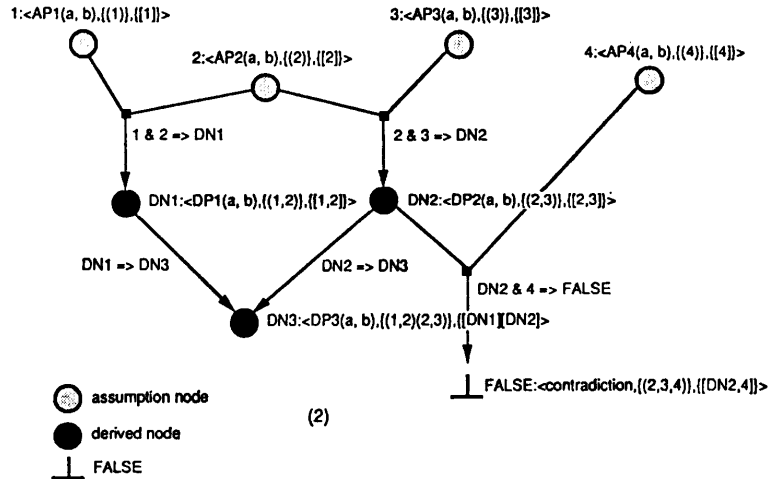 1:<AP1(a, b),{(1)},{[1]}>
3:<AP3(a, b),{(3)},{[3]}>
2:<AP2(a, b),{(2)},{[2]}>
4:<AP4(a, b),{(4)},{[4]}>
1 & 2 => DN1
2 & 3 => DN2
DN1:<DP1(a, b),{(1,2)},{[1,2]}>
DN2:<DP2(a, b),{(2,3)},{[2,3]}>
DN1 => DN3
DN2 => DN3
DN2 & 4 => FALSE
DN3:<DP3(a, b),{(1,2)(2,3)},{[DN1][DN2]>
FALSE:<contradiction,{(2,3,4)},{[DN2,4]}>
assumption node
(2)
derived node
FALSE